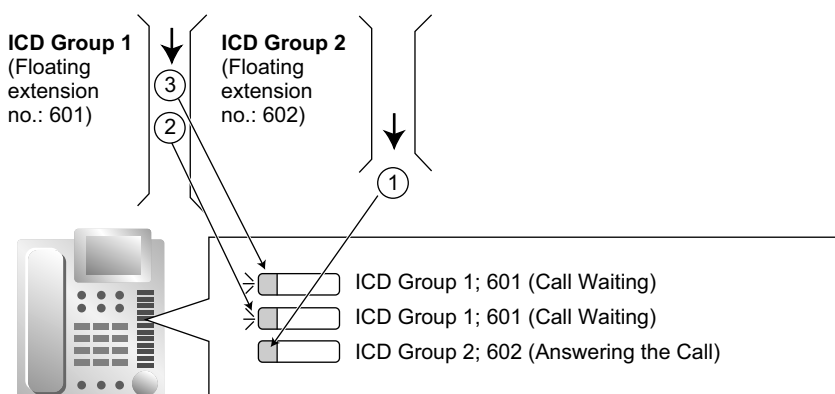 ICD Group 1
(Floating
extension
no.: 601)
ICD Group 2
(Floating
extension
no.: 602)
3
2
1
ICD Group 1; 601 (Call Waiting)
ICD Group 1; 601 (Call Waiting)
ICD Group 2; 602 (Answering the Call)